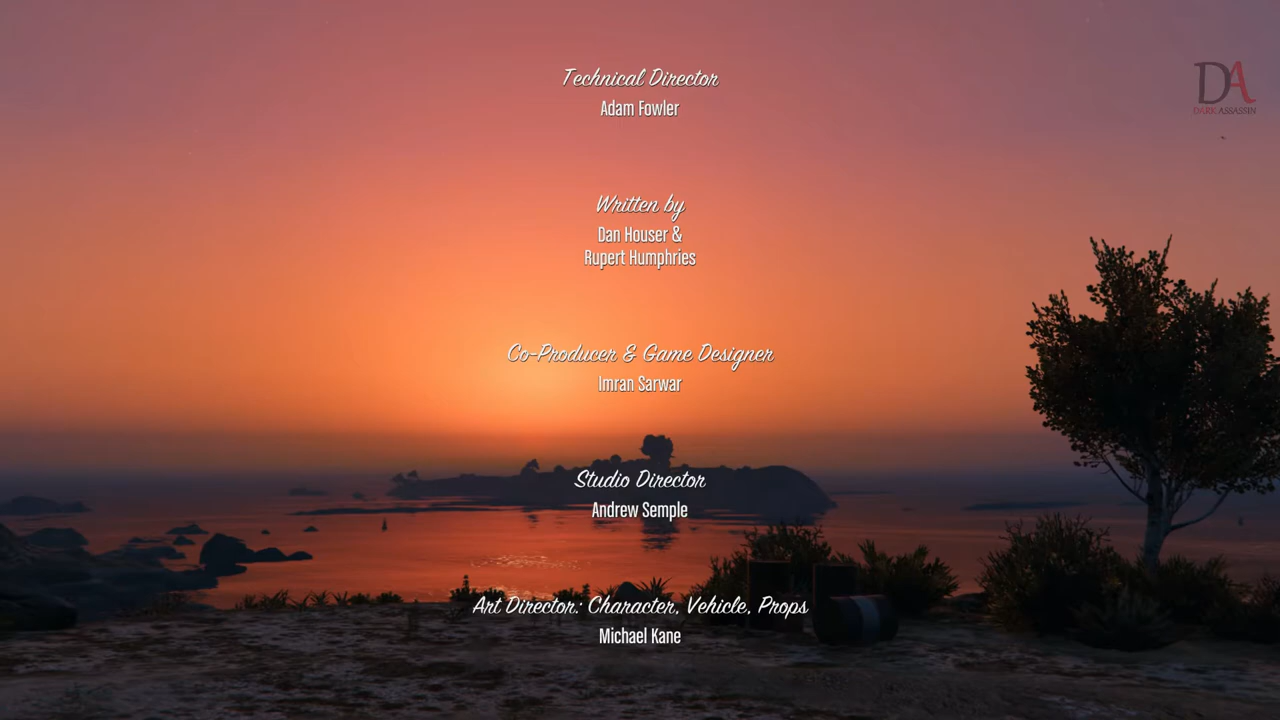 Technical Director
Adam Fowler
DA
DARK ASSASSIN
Written by
Dan Houser &
Rupert Humphries
Co-Producer & Game Designer
Imran Sarwar
Studio Director
Andrew Semple
Art Director: Character, Vehicle, Props
Michael Kane